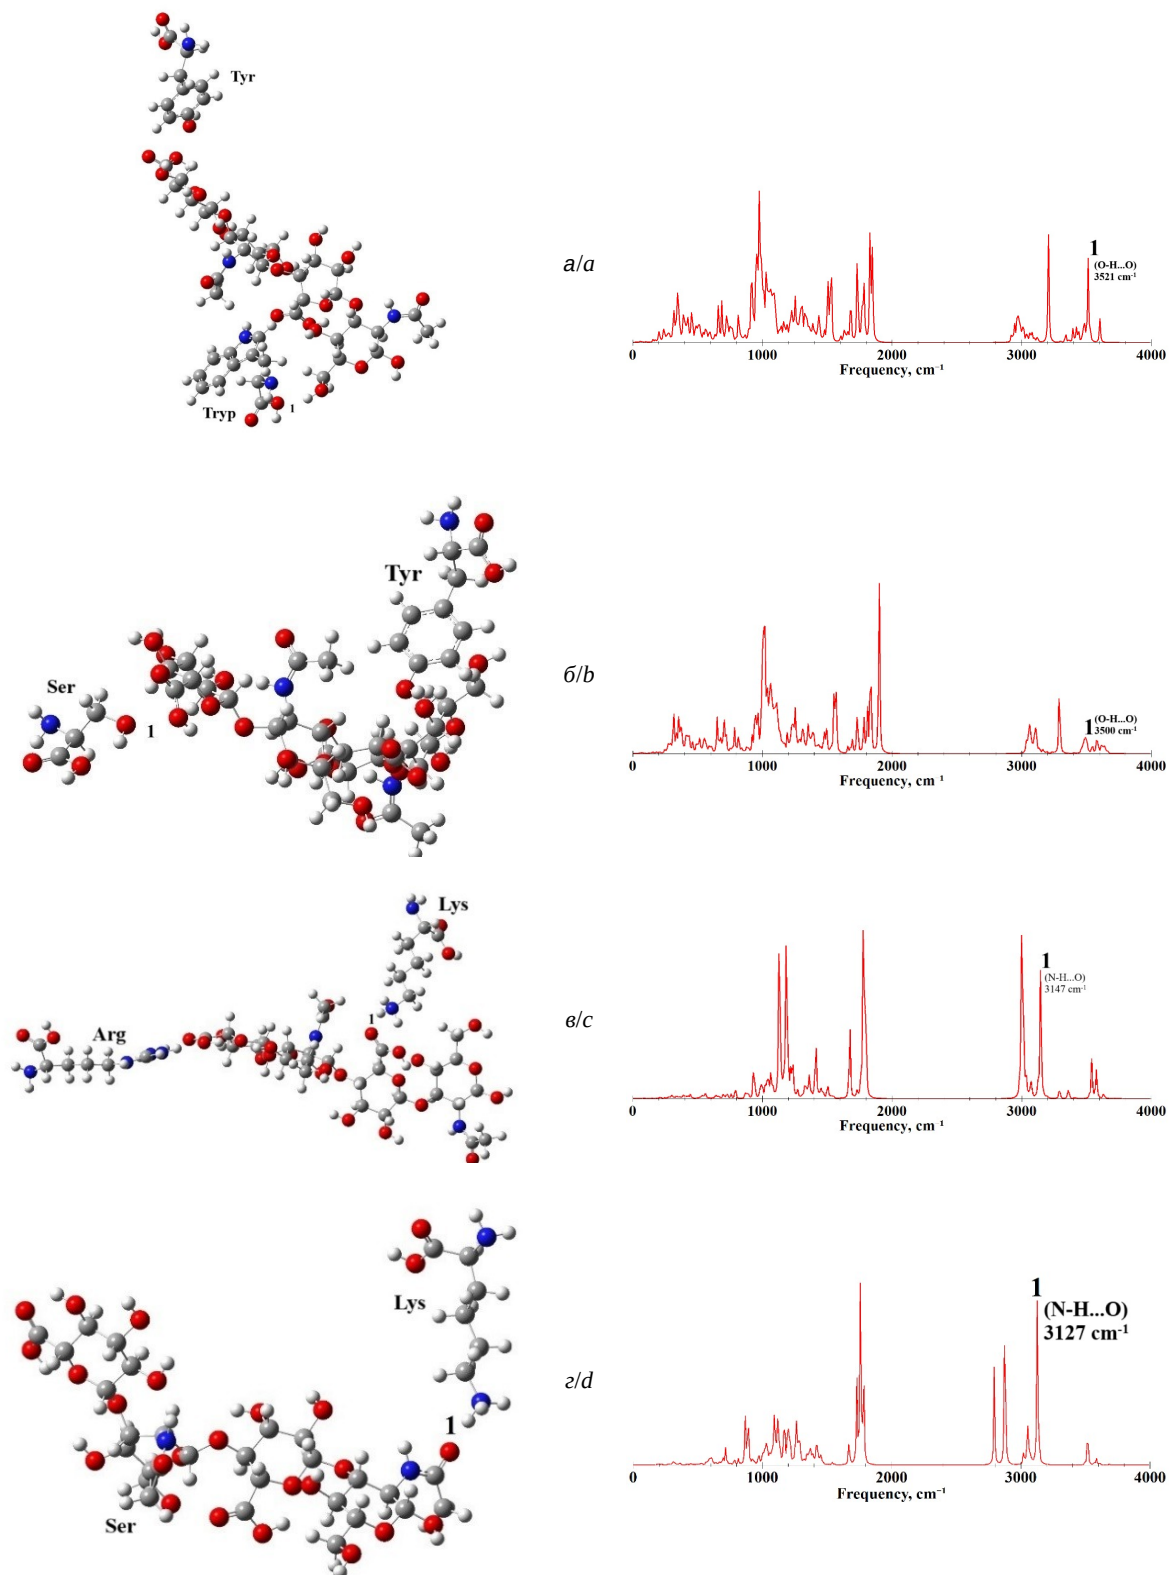 Tyr
Tryp
1
а/a
1
(O-H...O)
3521 cm⁻¹
0 1000 2000 3000 4000
Frequency, cm⁻¹
Tyr
Ser
1
б/b
1 (O-H...O)
3500 cm⁻¹
0 1000 2000 3000 4000
Frequency, cm⁻¹
Lys
Arg
1
в/c
1
(N-H...O)
3147 cm⁻¹
0 1000 2000 3000 4000
Frequency, cm⁻¹
Lys
1
Ser
г/d
1
(N-H...O)
3127 cm⁻¹
0 1000 2000 3000 4000
Frequency, cm⁻¹